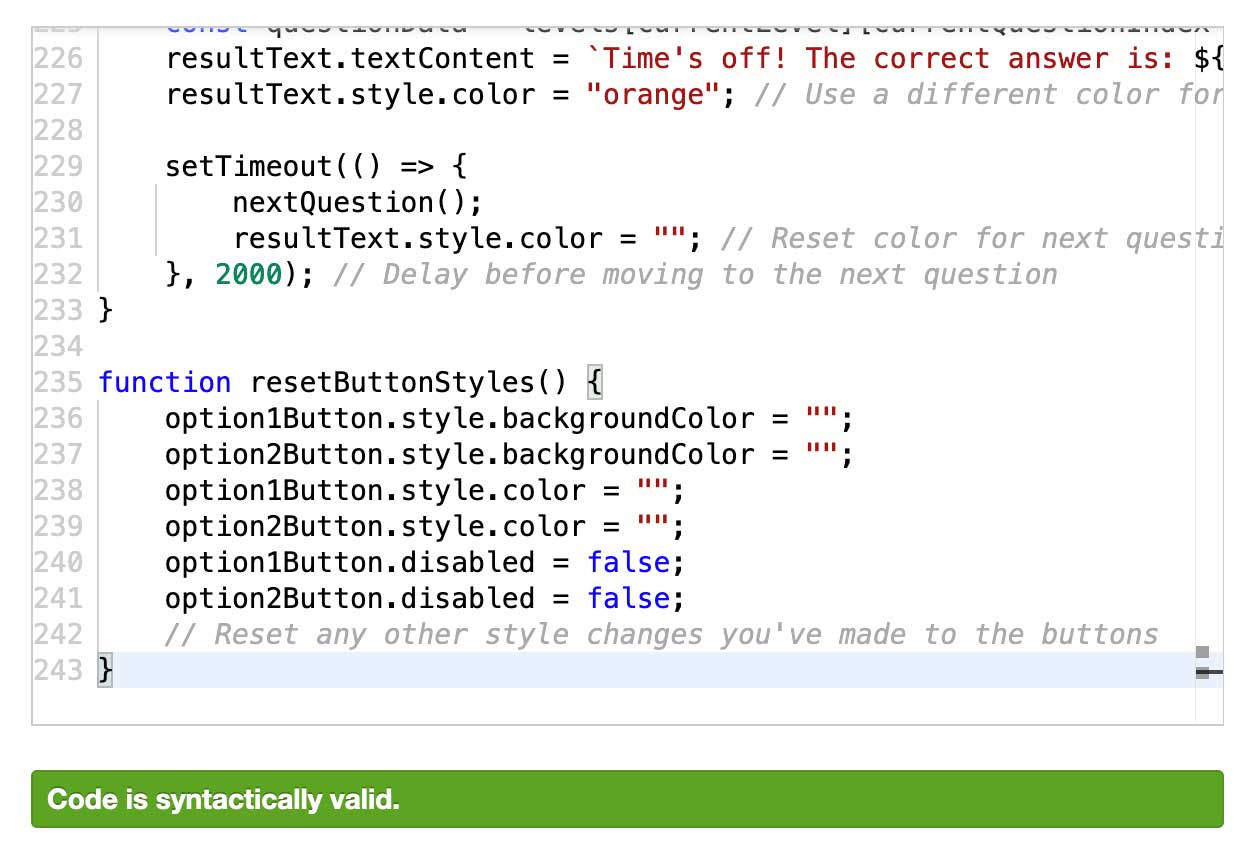 226 resultText.textContent = `Time's off! The correct answer is: ${
227 resultText.style.color = "orange"; // Use a different color for
228
229 setTimeout(() => {
230 nextQuestion();
231 resultText.style.color = ""; // Reset color for next questi
232 }, 2000); // Delay before moving to the next question
233 }
234
235 function resetButtonStyles() {
236 option1Button.style.backgroundColor = "";
237 option2Button.style.backgroundColor = "";
238 option1Button.style.color = "";
239 option2Button.style.color = "";
240 option1Button.disabled = false;
241 option2Button.disabled = false;
242 // Reset any other style changes you've made to the buttons
243 }
Code is syntactically valid.